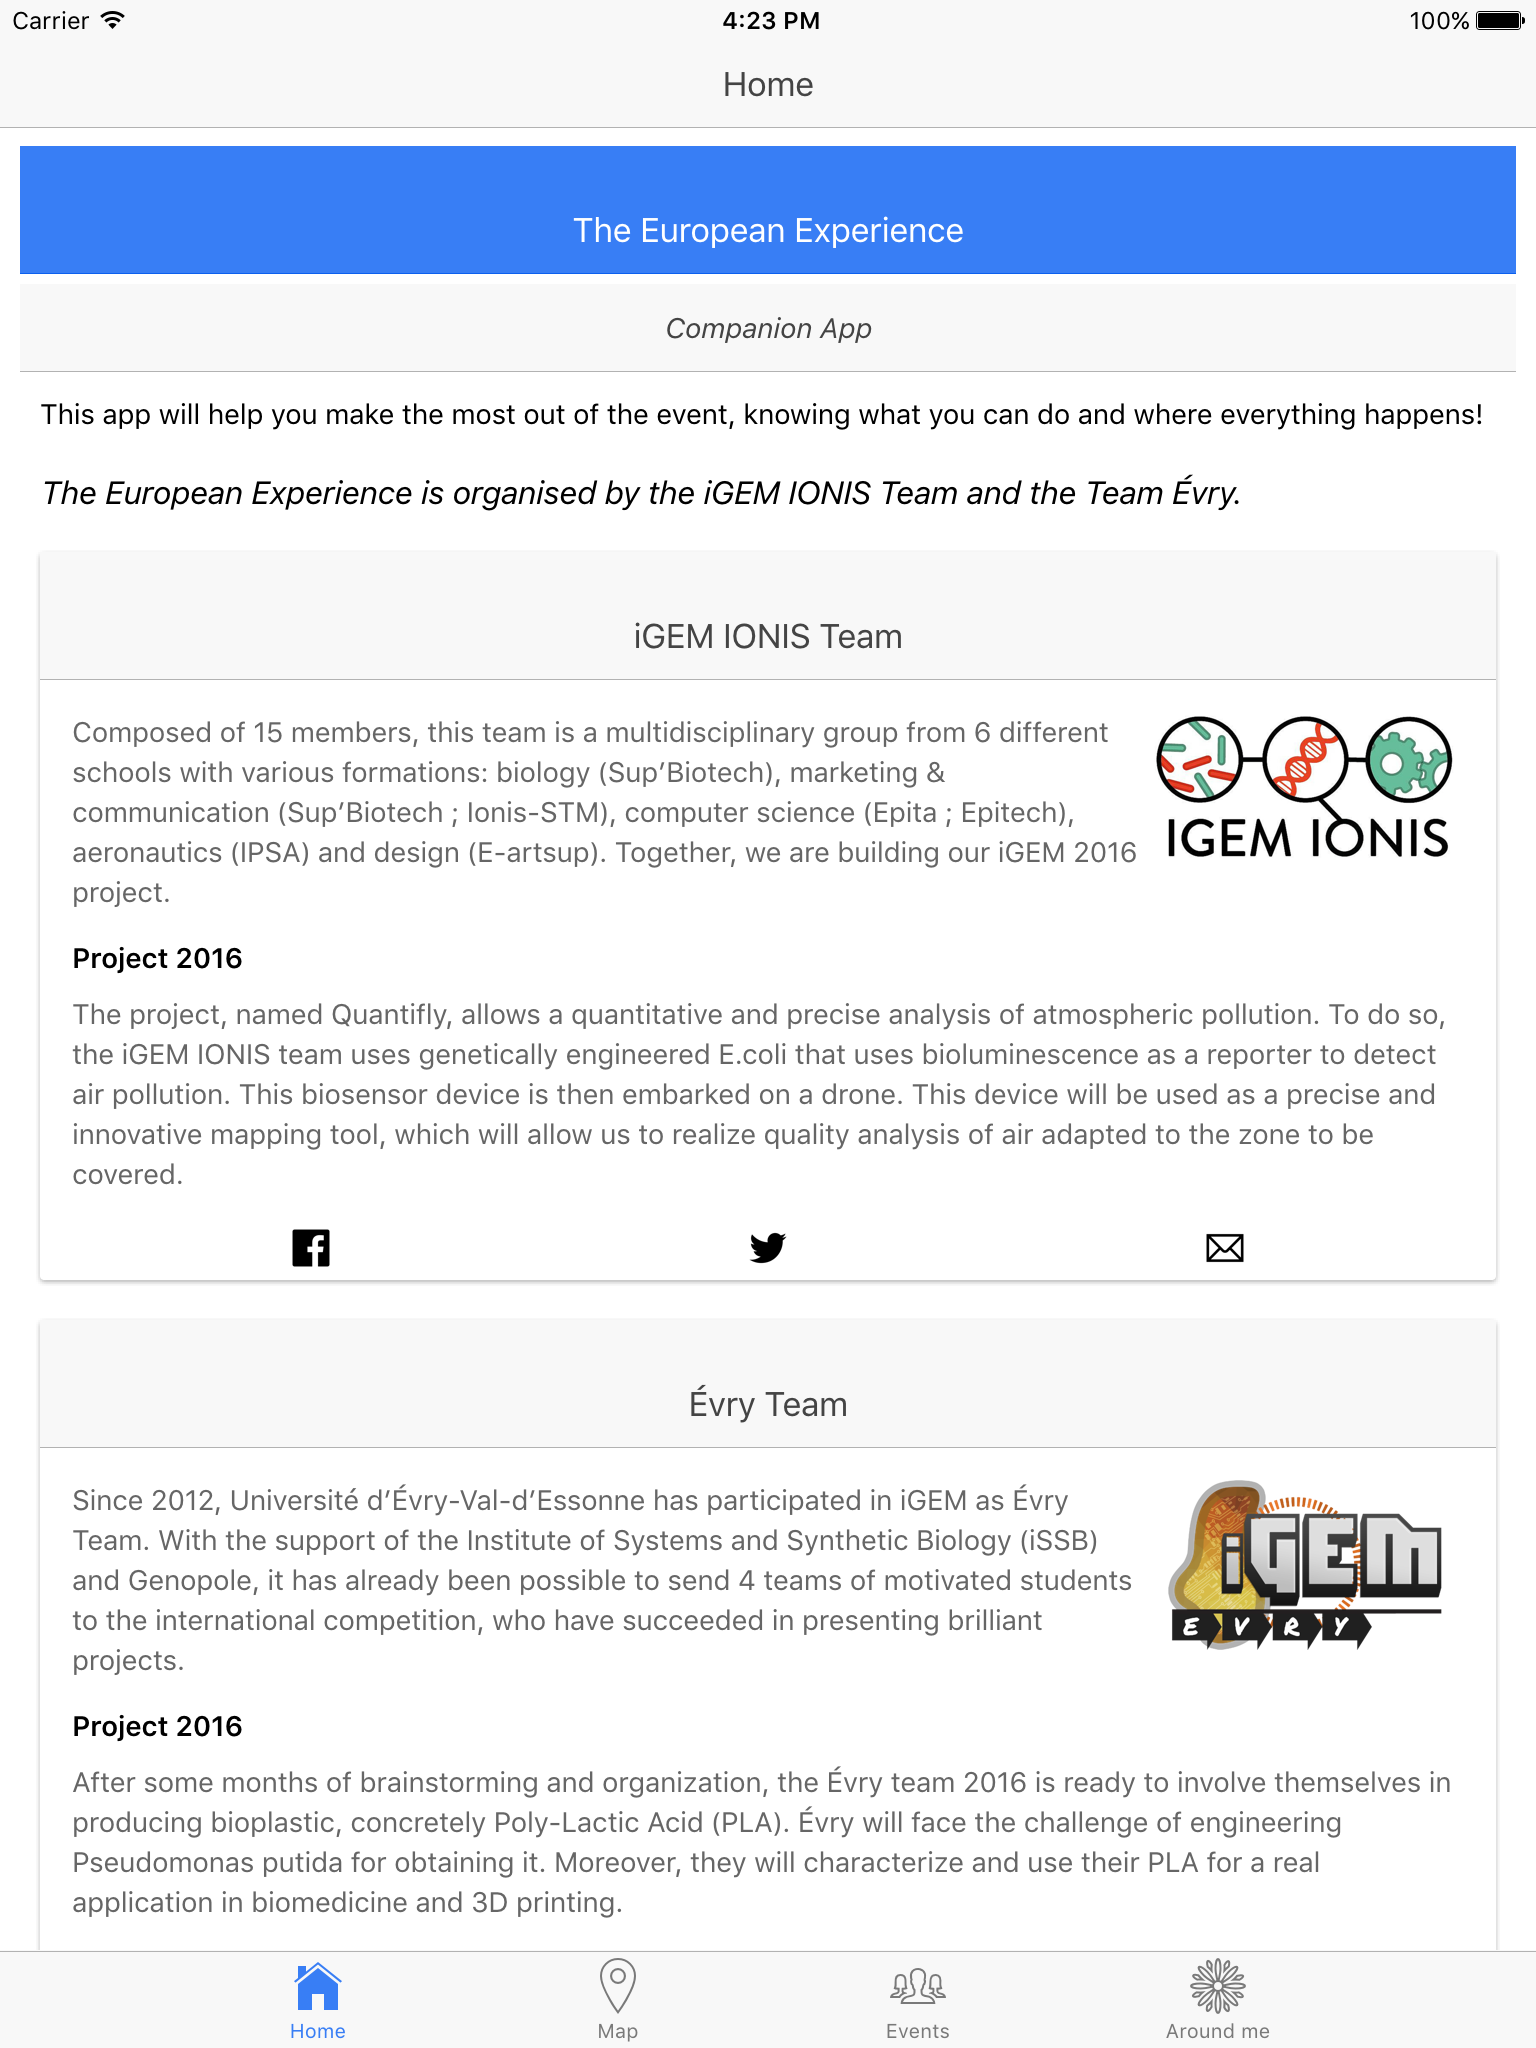 Carrier
4:23 PM
100%
Home
The European Experience
Companion App
This app will help you make the most out of the event, knowing what you can do and where everything happens!
The European Experience is organised by the iGEM IONIS Team and the Team Évry.
iGEM IONIS Team
Composed of 15 members, this team is a multidisciplinary group from 6 different
schools with various formations: biology (Sup’Biotech), marketing &
communication (Sup’Biotech ; Ionis-STM), computer science (Epita ; Epitech),
aeronautics (IPSA) and design (E-artsup). Together, we are building our iGEM 2016
project.
IGEM IONIS
Project 2016
The project, named Quantifly, allows a quantitative and precise analysis of atmospheric pollution. To do so,
the iGEM IONIS team uses genetically engineered E.coli that uses bioluminescence as a reporter to detect
air pollution. This biosensor device is then embarked on a drone. This device will be used as a precise and
innovative mapping tool, which will allow us to realize quality analysis of air adapted to the zone to be
covered.
Évry Team
Since 2012, Université d’Évry-Val-d’Essonne has participated in iGEM as Évry
Team. With the support of the Institute of Systems and Synthetic Biology (iSSB)
and Genopole, it has already been possible to send 4 teams of motivated students
to the international competition, who have succeeded in presenting brilliant
projects.
iGEM
EVRY
Project 2016
After some months of brainstorming and organization, the Évry team 2016 is ready to involve themselves in
producing bioplastic, concretely Poly-Lactic Acid (PLA). Évry will face the challenge of engineering
Pseudomonas putida for obtaining it. Moreover, they will characterize and use their PLA for a real
application in biomedicine and 3D printing.
Home
Map
Events
Around me